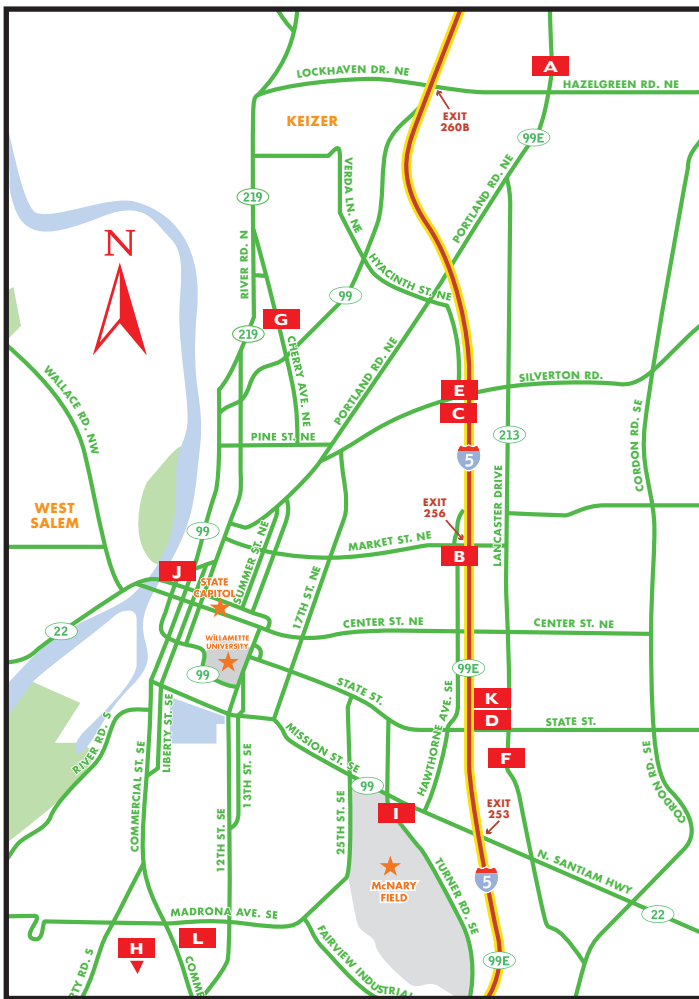 LOCKHAVEN DR. NE
A
HAZELGREEN RD. NE
KEIZER
EXIT
260B
99E
VERDA LN. NE
PORTLAND RD. NE
219
RIVER RD. N
N
HYACINTH ST. NE
99
G
219
CHERRY AVE. NE
PORTLAND RD. NE
WALLACE RD. NW
SILVERTON RD.
E
C
CORDON RD. SE
PINE ST. NE
213
5
LANCASTER DRIVE
WEST
SALEM
EXIT
256
99
SUMMER ST. NE
MARKET ST. NE
B
J
STATE
CAPITOL
17TH ST. NE
22
CENTER ST. NE
CENTER ST. NE
WILLAMETTE
UNIVERSITY
99
99E
STATE ST.
HAWTHORNE AVE. SE
K
D
STATE ST.
RIVER RD. S
LIBERTY ST. SE
COMMERCIAL ST. SE
MISSION ST. SE
13TH ST. SE
F
CORDON RD. SE
99
12TH ST. SE
25TH ST. SE
I
EXIT
253
N. SANTIAM HWY
McNARY
FIELD
TURNER RD. SE
5
22
MADRONA AVE. SE
H
L
RTY RD. S
COMME
FAIRVIEW INDUSTRIAL
99E